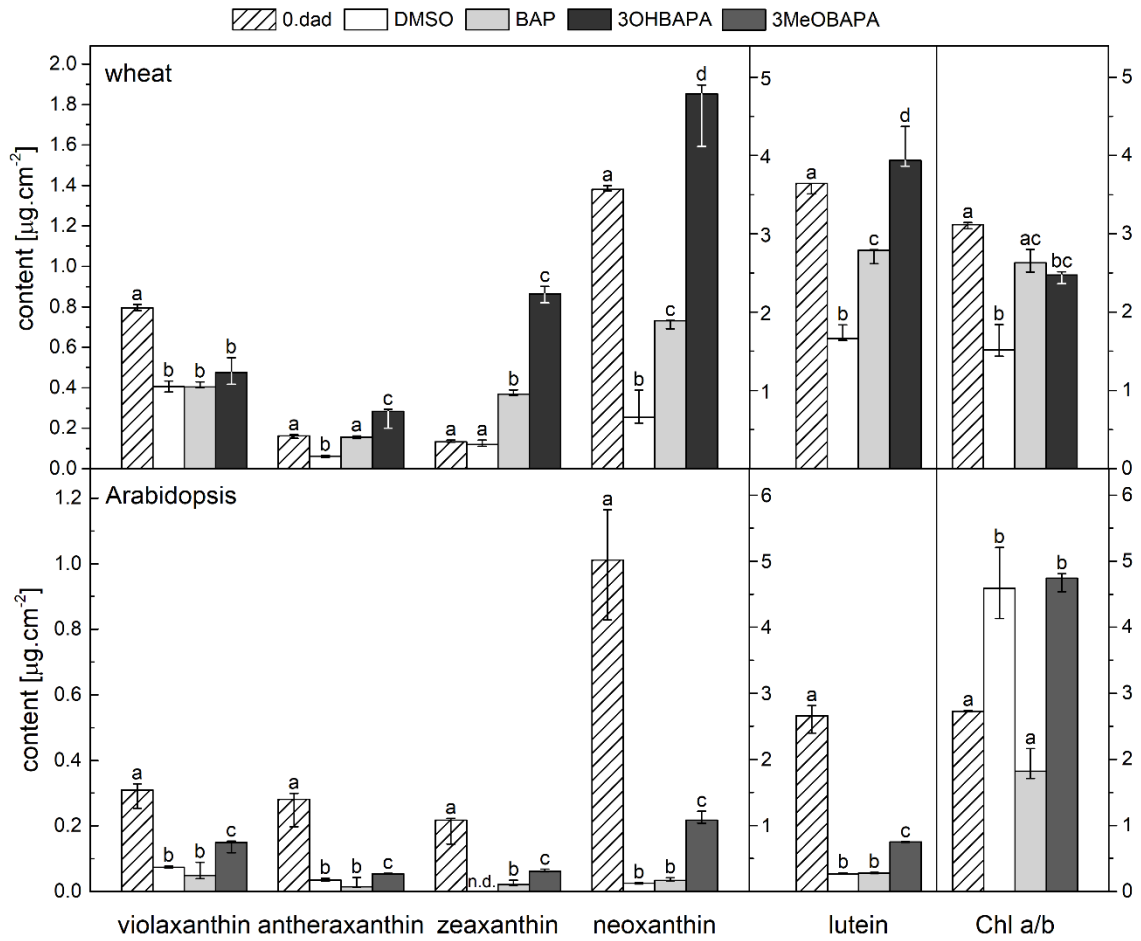 0.dad DMSO BAP 3OHBAPA 3MeOBAPA
wheat
content [µg.cm-2]
2.0
1.8
1.6
1.4
1.2
1.0
0.8
0.6
0.4
0.2
0.0
a b b b
a b a c
a a b c
a b c d
5
4
3
2
1
a b c d
a b ac bc
5
4
3
2
1
0
Arabidopsis
content [µg.cm-2]
1.2
1.0
0.8
0.6
0.4
0.2
0.0
a b b c
a b b c
a n.d. b c
a b b c
6
5
4
3
2
1
a b b c
a b a b
6
5
4
3
2
1
0
violaxanthin antheraxanthin zeaxanthin neoxanthin lutein Chl a/b